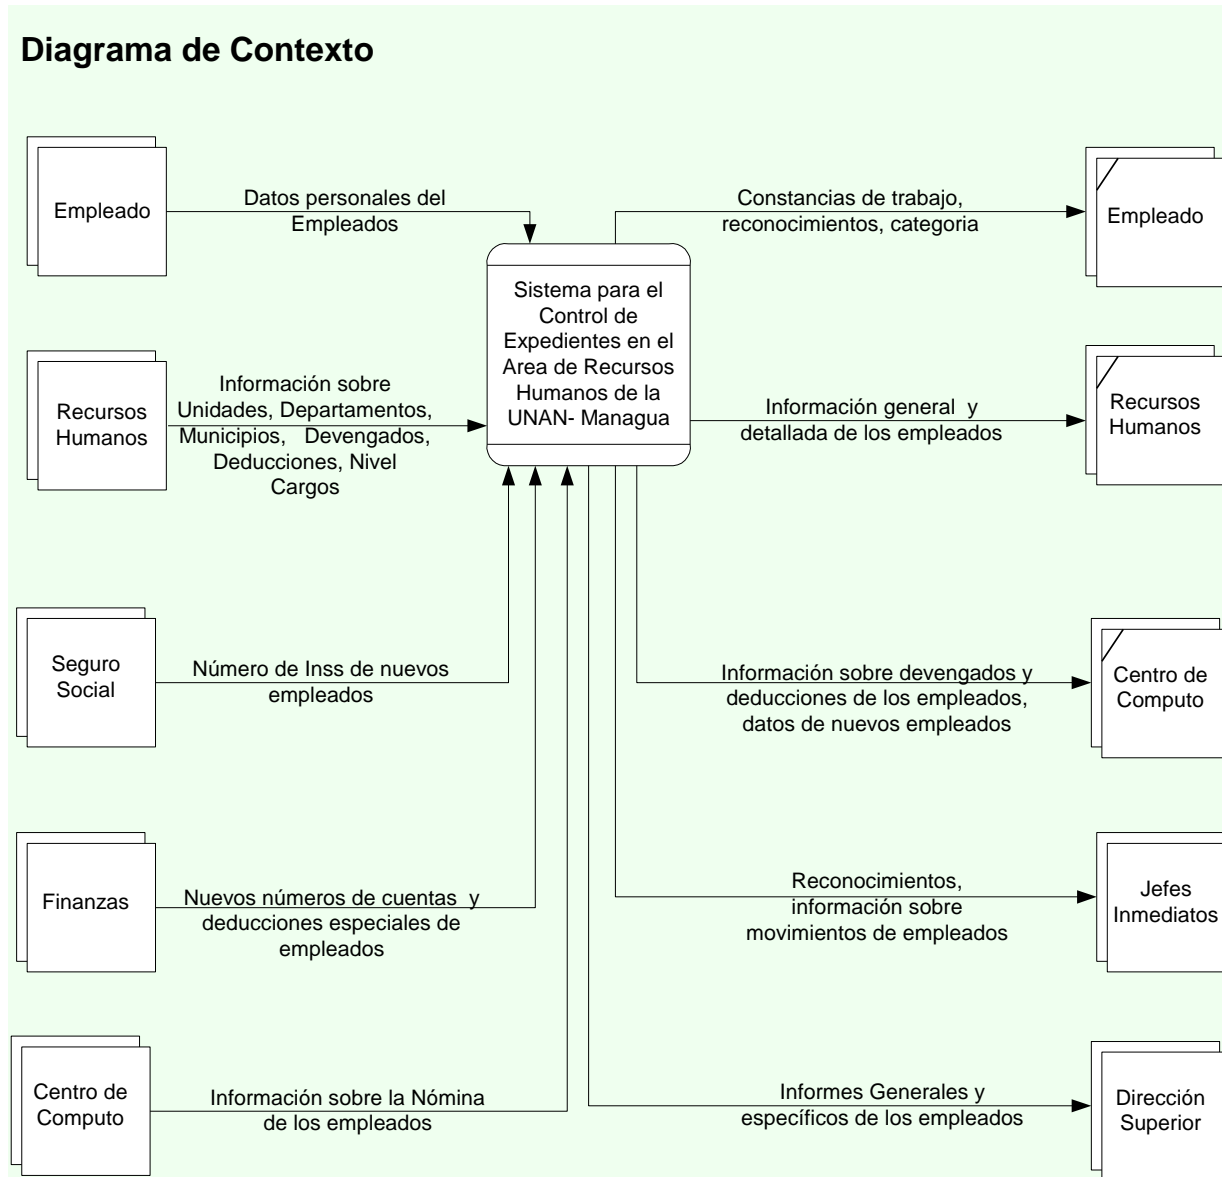 Diagrama de Contexto
Empleado
Datos personales del
Empleados
Constancias de trabajo,
reconocimientos, categoria
Empleado
Sistema para el
Control de
Expedientes en el
Area de Recursos
Humanos de la
UNAN- Managua
Recursos
Humanos
Información sobre
Unidades, Departamentos,
Municipios, Devengados,
Deducciones, Nivel
Cargos
Información general y
detallada de los empleados
Recursos
Humanos
Seguro
Social
Número de Inss de nuevos
empleados
Información sobre devengados y
deducciones de los empleados,
datos de nuevos empleados
Centro de
Computo
Finanzas
Nuevos números de cuentas y
deducciones especiales de
empleados
Reconocimientos,
información sobre
movimientos de empleados
Jefes
Inmediatos
Centro de
Computo
Información sobre la Nómina
de los empleados
Informes Generales y
específicos de los empleados
Dirección
Superior